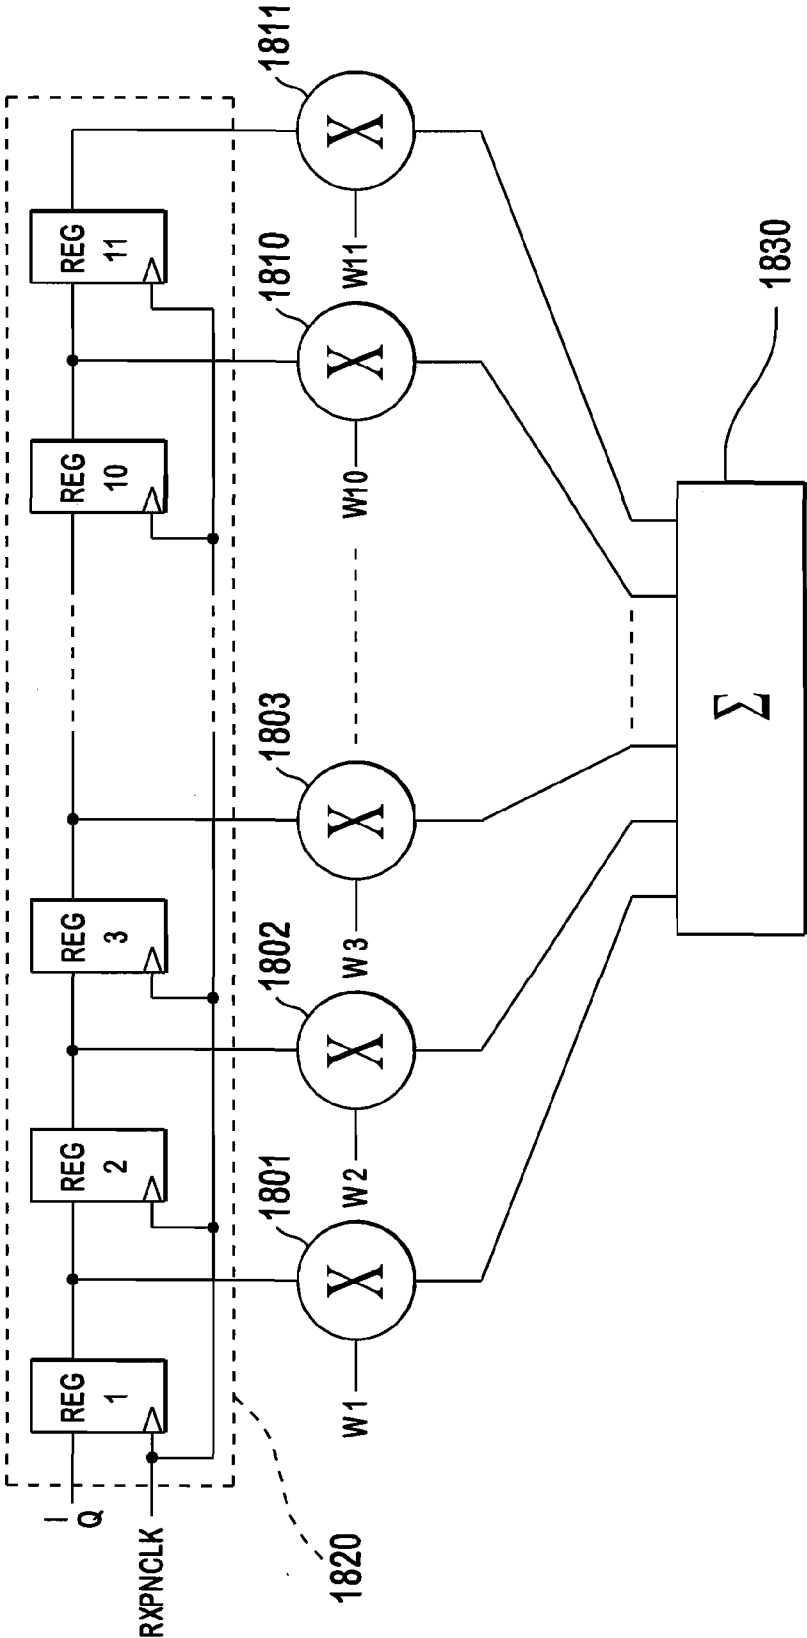 I
Q
RXPNCLK
1820
REG
1
REG
2
REG
3
REG
10
REG
11
W1
X
1801
W2
X
1802
W3
X
1803
W10
X
1810
W11
X
1811
Σ
1830